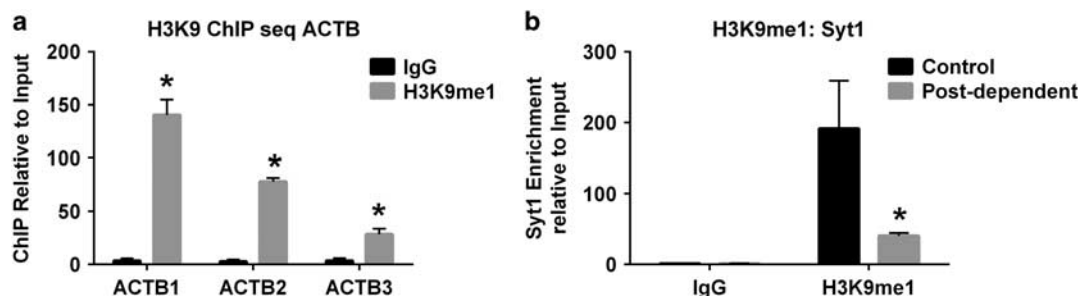 a
H3K9 ChIP seq ACTB
ChIP Relative to Input
200
150
100
50
0
IgG
H3K9me1
*
*
*
ACTB1 ACTB2 ACTB3
b
H3K9me1: Syt1
Syt1 Enrichment
relative to Input
300
200
100
0
Control
Post-dependent
*
IgG H3K9me1